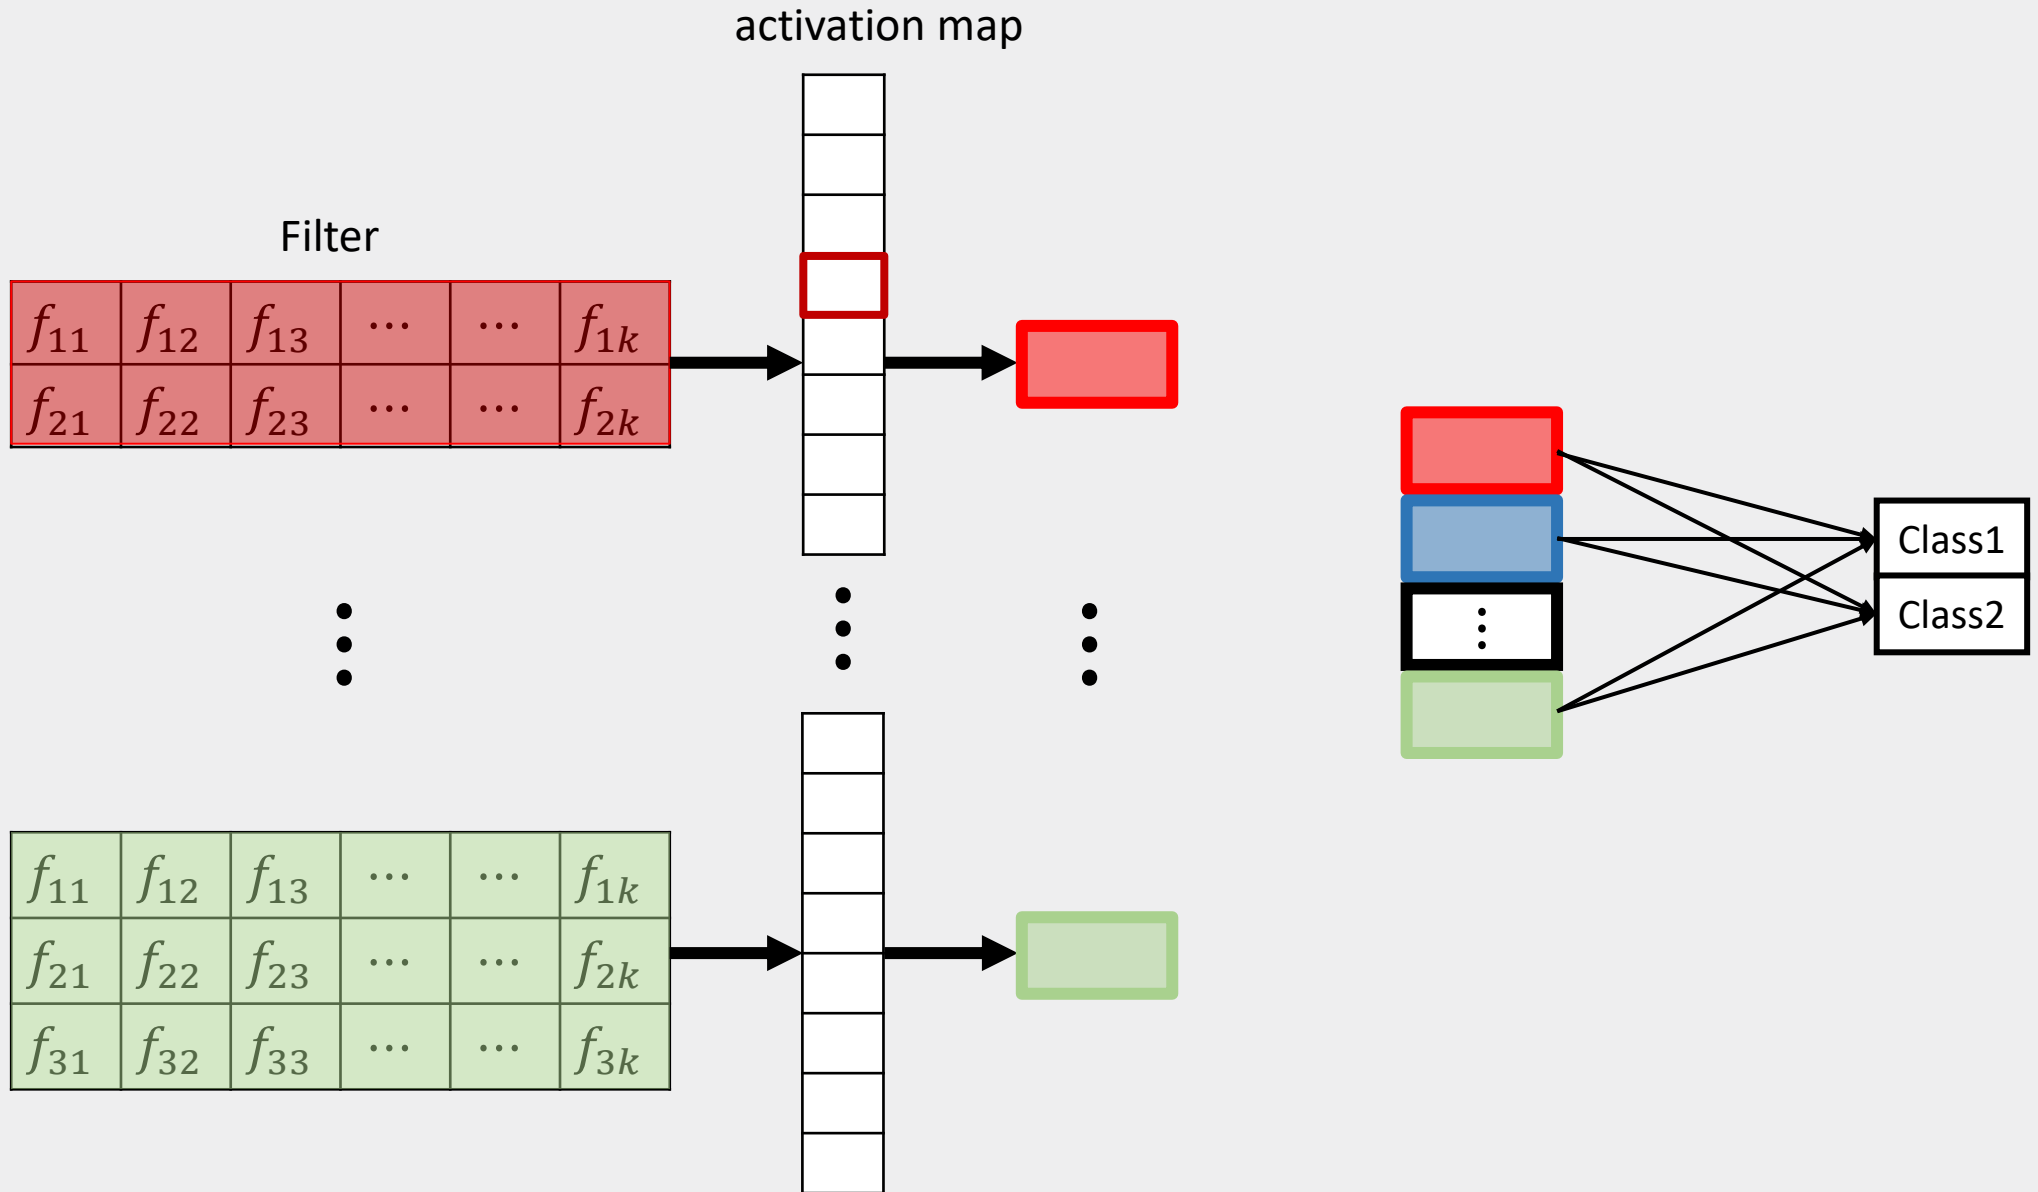 activation map
Filter
f₁₁ f₁₂ f₁₃ ⋯ ⋯ f₁ₖ
f₂₁ f₂₂ f₂₃ ⋯ ⋯ f₂ₖ
Class1
Class2
f₁₁ f₁₂ f₁₃ ⋯ ⋯ f₁ₖ
f₂₁ f₂₂ f₂₃ ⋯ ⋯ f₂ₖ
f₃₁ f₃₂ f₃₃ ⋯ ⋯ f₃ₖ